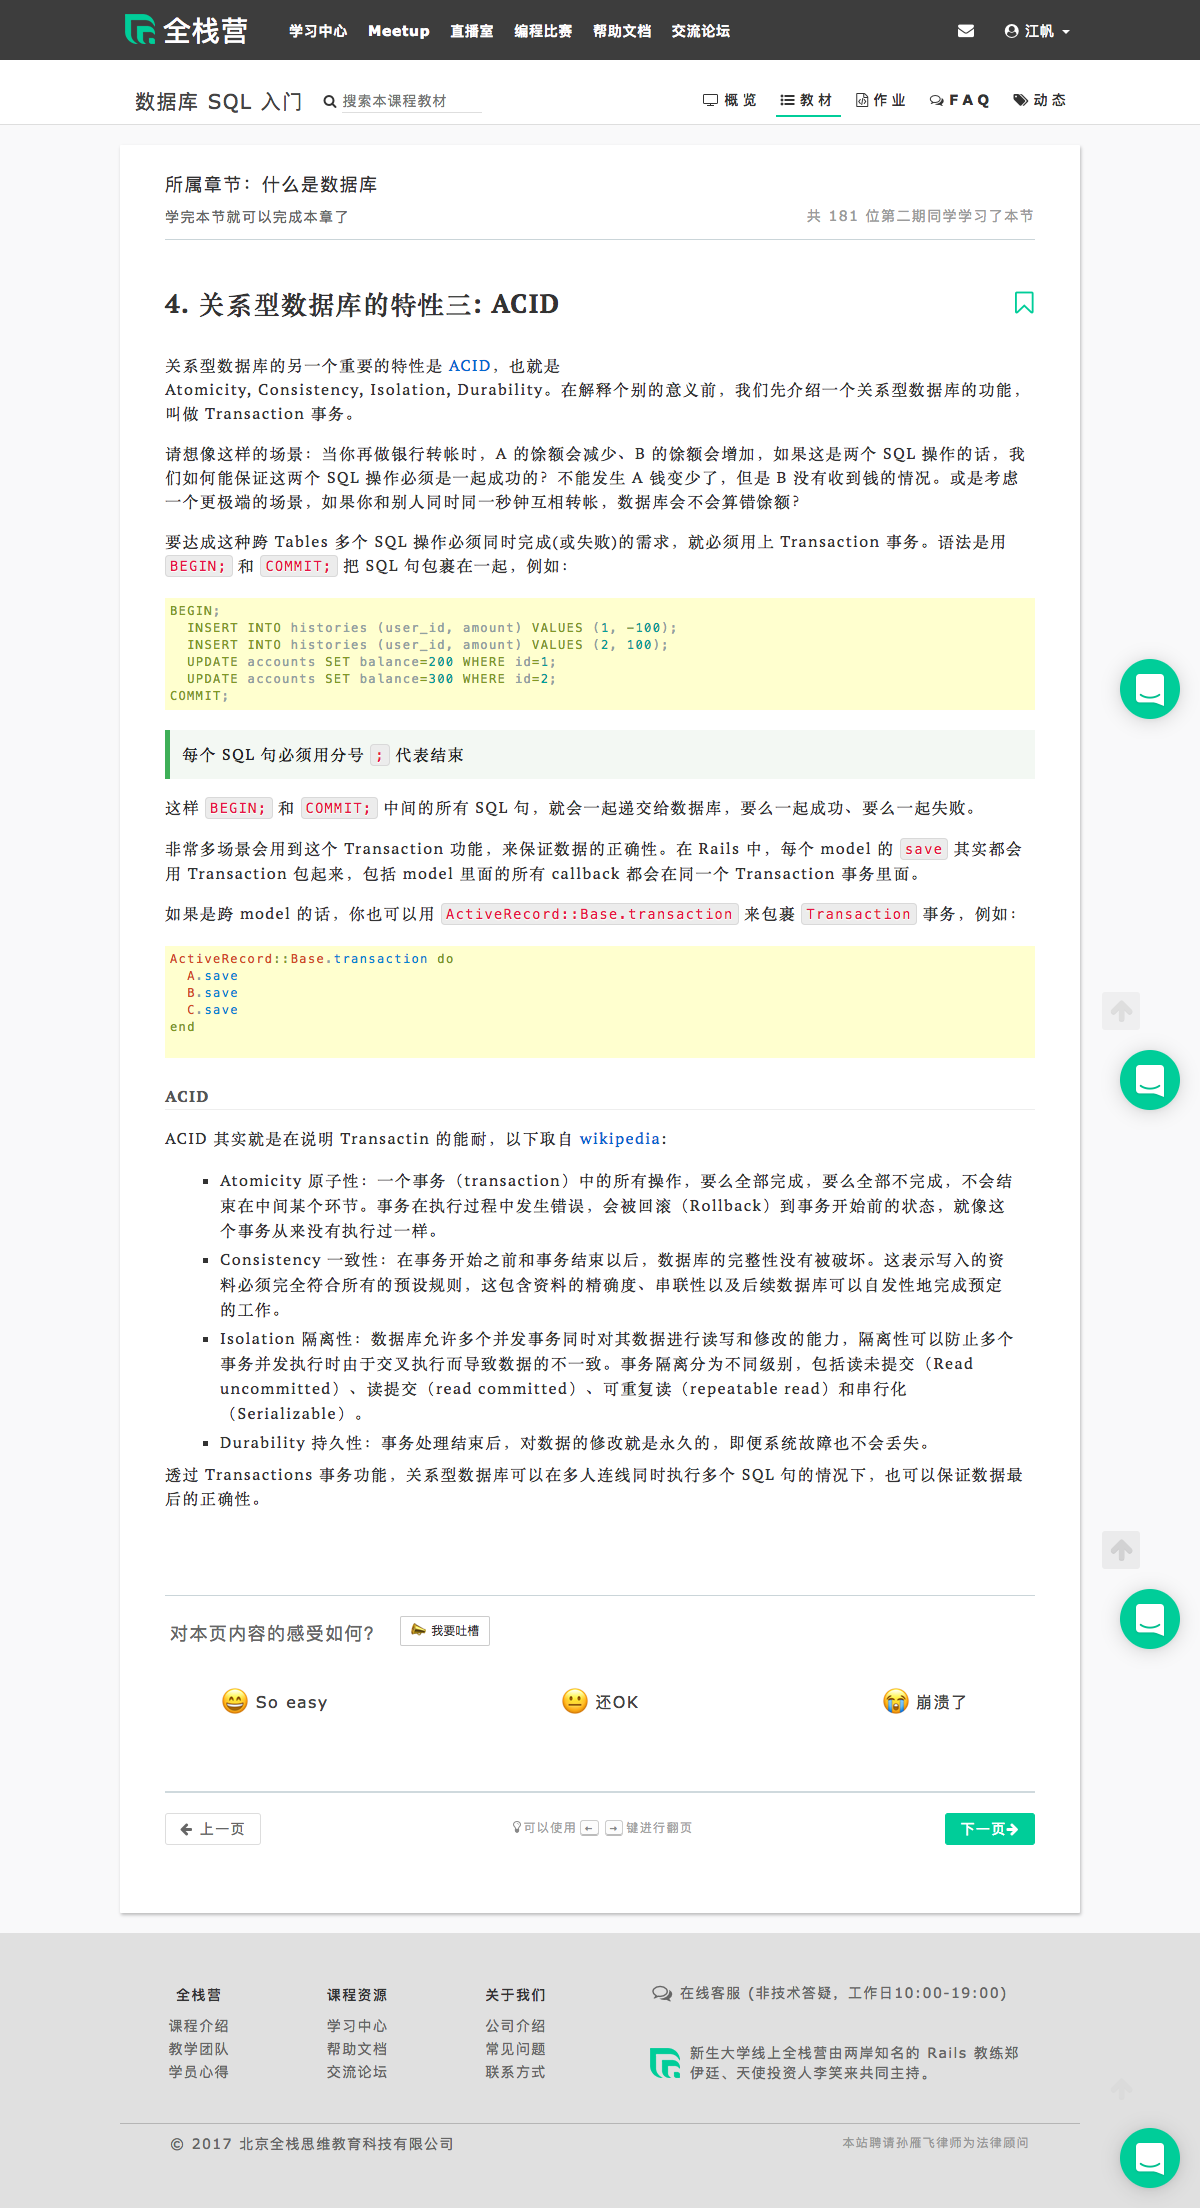 全栈营 学习中心 Meetup 直播室 编程比赛 帮助文档 交流论坛 江帆
数据库 SQL 入门 搜索本课程教材 概览 教材 作业 FAQ 动态
所属章节：什么是数据库
学完本节就可以完成本章了 共 181 位第二期同学学习了本节
4. 关系型数据库的特性三: ACID
关系型数据库的另一个重要的特性是 ACID，也就是
Atomicity, Consistency, Isolation, Durability。在解释个别的意义前，我们先介绍一个关系型数据库的功能，
叫做 Transaction 事务。
请想像这样的场景：当你再做银行转帐时，A 的馀额会减少、B 的馀额会增加，如果这是两个 SQL 操作的话，我
们如何能保证这两个 SQL 操作必须是一起成功的？不能发生 A 钱变少了，但是 B 没有收到钱的情况。或是考虑
一个更极端的场景，如果你和别人同时同一秒钟互相转帐，数据库会不会算错馀额？
要达成这种跨 Tables 多个 SQL 操作必须同时完成(或失败)的需求，就必须用上 Transaction 事务。语法是用
BEGIN; 和 COMMIT; 把 SQL 句包裹在一起，例如：
BEGIN;
INSERT INTO histories (user_id, amount) VALUES (1, -100);
INSERT INTO histories (user_id, amount) VALUES (2, 100);
UPDATE accounts SET balance=200 WHERE id=1;
UPDATE accounts SET balance=300 WHERE id=2;
COMMIT;
每个 SQL 句必须用分号 ; 代表结束
这样 BEGIN; 和 COMMIT; 中间的所有 SQL 句，就会一起递交给数据库，要么一起成功、要么一起失败。
非常多场景会用到这个 Transaction 功能，来保证数据的正确性。在 Rails 中，每个 model 的 save 其实都会
用 Transaction 包起来，包括 model 里面的所有 callback 都会在同一个 Transaction 事务里面。
如果是跨 model 的话，你也可以用 ActiveRecord::Base.transaction 来包裹 Transaction 事务，例如：
ActiveRecord::Base.transaction do
A.save
B.save
C.save
end
ACID
ACID 其实就是在说明 Transactin 的能耐，以下取自 wikipedia：
Atomicity 原子性：一个事务（transaction）中的所有操作，要么全部完成，要么全部不完成，不会结
束在中间某个环节。事务在执行过程中发生错误，会被回滚（Rollback）到事务开始前的状态，就像这
个事务从来没有执行过一样。
Consistency 一致性：在事务开始之前和事务结束以后，数据库的完整性没有被破坏。这表示写入的资
料必须完全符合所有的预设规则，这包含资料的精确度、串联性以及后续数据库可以自发性地完成预定
的工作。
Isolation 隔离性：数据库允许多个并发事务同时对其数据进行读写和修改的能力，隔离性可以防止多个
事务并发执行时由于交叉执行而导致数据的不一致。事务隔离分为不同级别，包括读未提交（Read
uncommitted）、读提交（read committed）、可重复读（repeatable read）和串行化
（Serializable）。
Durability 持久性：事务处理结束后，对数据的修改就是永久的，即便系统故障也不会丢失。
透过 Transactions 事务功能，关系型数据库可以在多人连线同时执行多个 SQL 句的情况下，也可以保证数据最
后的正确性。
对本页内容的感受如何？ 我要吐槽
So easy 还OK 崩溃了
上一页 可以使用 ← → 键进行翻页 下一页
全栈营 课程资源 关于我们 在线客服 (非技术答疑，工作日10:00-19:00)
课程介绍 学习中心 公司介绍
教学团队 帮助文档 常见问题 新生大学线上全栈营由两岸知名的 Rails 教练郑
学员心得 交流论坛 联系方式 伊廷、天使投资人李笑来共同主持。
© 2017 北京全栈思维教育科技有限公司 本站聘请孙雁飞律师为法律顾问